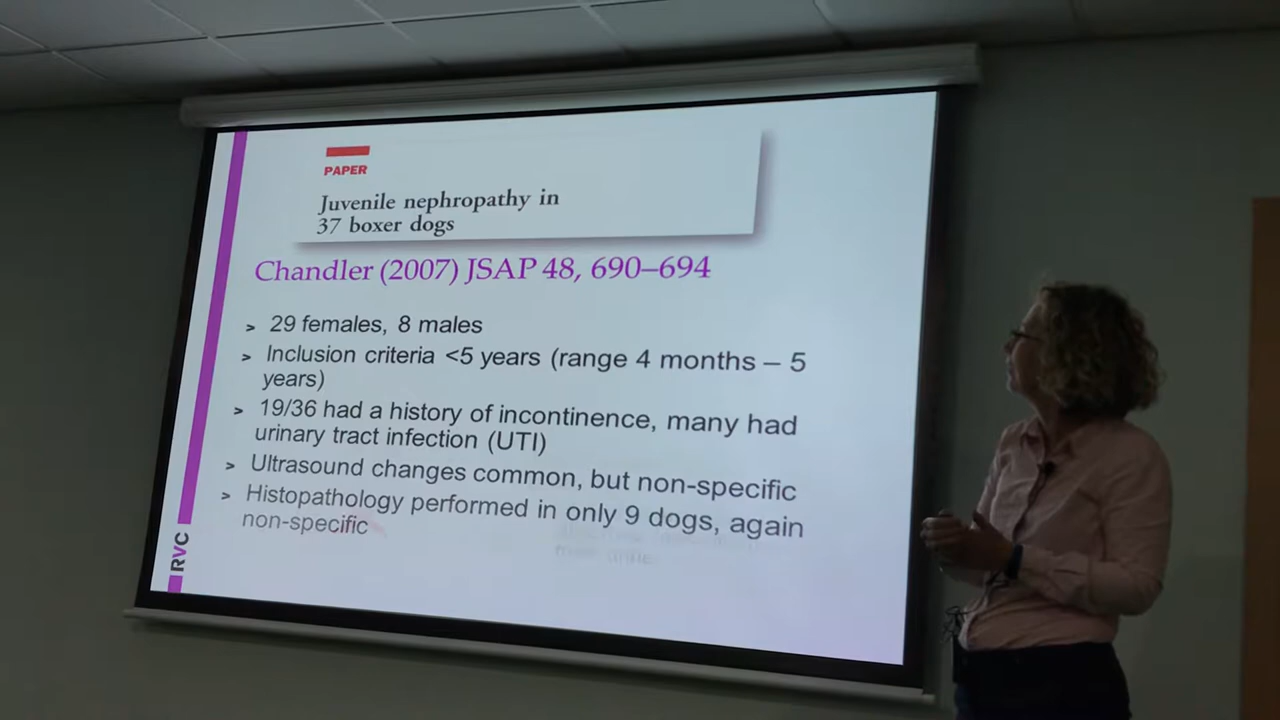 PAPER
Juvenile nephropathy in
37 boxer dogs
Chandler (2007) JSAP 48, 690–694
> 29 females, 8 males
> Inclusion criteria <5 years (range 4 months – 5
years)
> 19/36 had a history of incontinence, many had
urinary tract infection (UTI)
> Ultrasound changes common, but non-specific
> Histopathology performed in only 9 dogs, again
non-specific
RVC